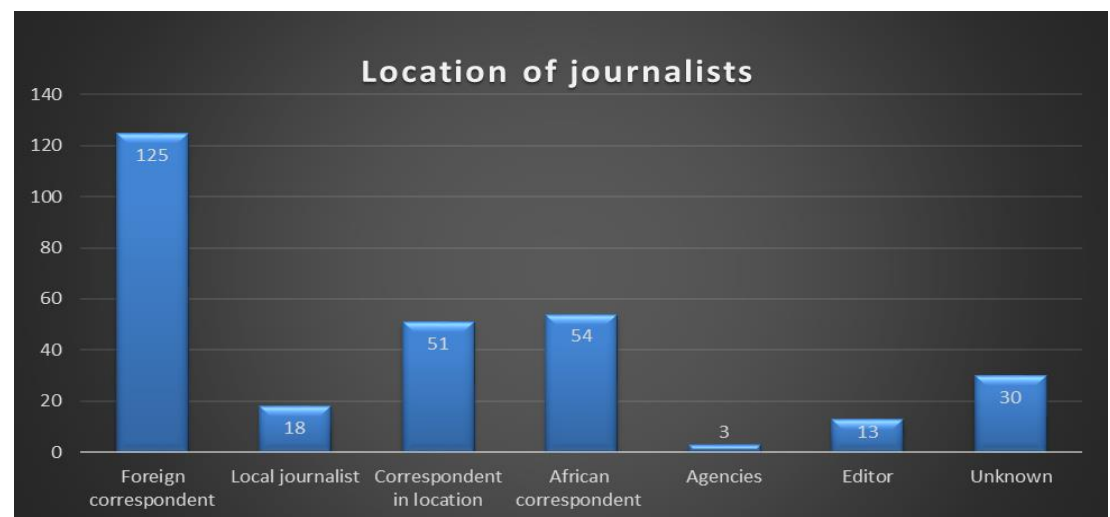 Location of journalists
140
120
100
80
60
40
20
0
125
18
51
54
3
13
30
Foreign correspondent
Local journalist
Correspondent in location
African correspondent
Agencies
Editor
Unknown